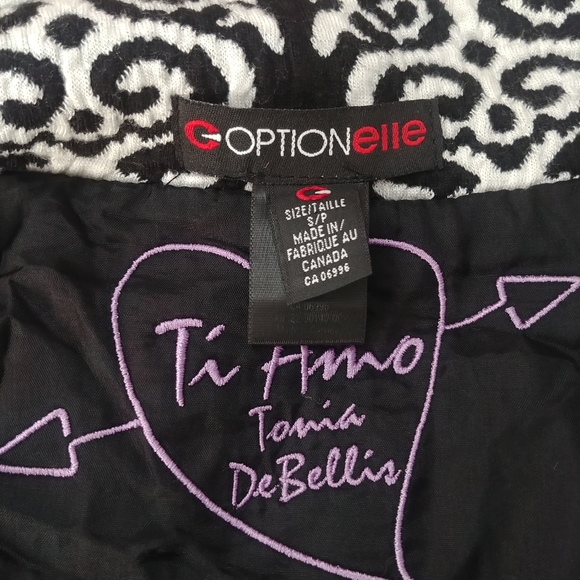 OPTIONelle
SIZE/TAILLE
S/P
MADE IN/
FABRIQUE AU
CANADA
CA 06996
Ti Amo
Tonia
DeBellis